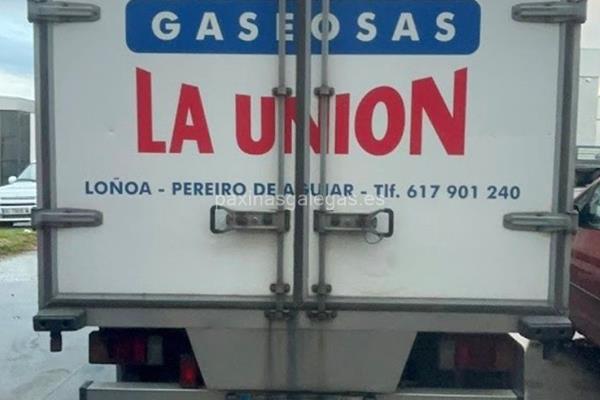 GASEOSAS
LA UNION
LOÑOA - PEREIRO DE AGUIAR - Tlf. 617 901 240
paxinasgalegas.es